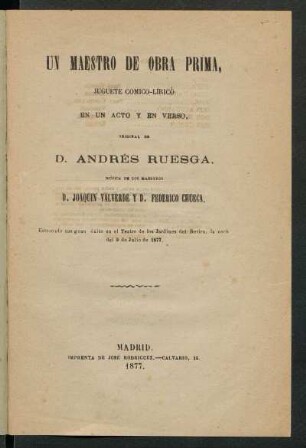 UN MAESTRO DE OBRA PRIMA,
JUGUETE CÓMICO-LÍRICO
EN UN ACTO Y EN VERSO,
ORIGINAL DE
D. ANDRÉS RUESGA.
MÚSICA DE LOS MAESTROS
D. JOAQUIN VALVERDE Y D. FEDERICO CHUECA.
Estrenado con gran éxito en el Teatro de los Jardines del Retiro, la noche
del 3 de Julio de 1877.
MADRID.
IMPRENTA DE JOSÉ RODRIGUEZ.—CALVARIO, 18.
1877.